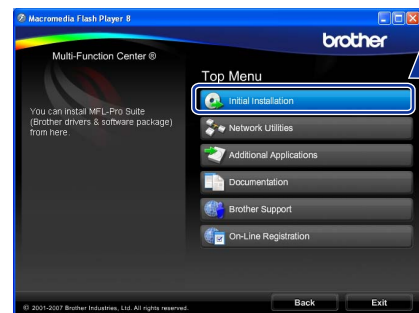 Macromedia Flash Player 8
brother
Multi-Function Center ®
Top Menu
You can install MFL-Pro Suite
(Brother drivers & software package)
from here.
Initial Installation
Network Utilities
Additional Applications
Documentation
Brother Support
On-Line Registration
© 2001-2007 Brother Industries, Ltd. All rights reserved.
Back
Exit